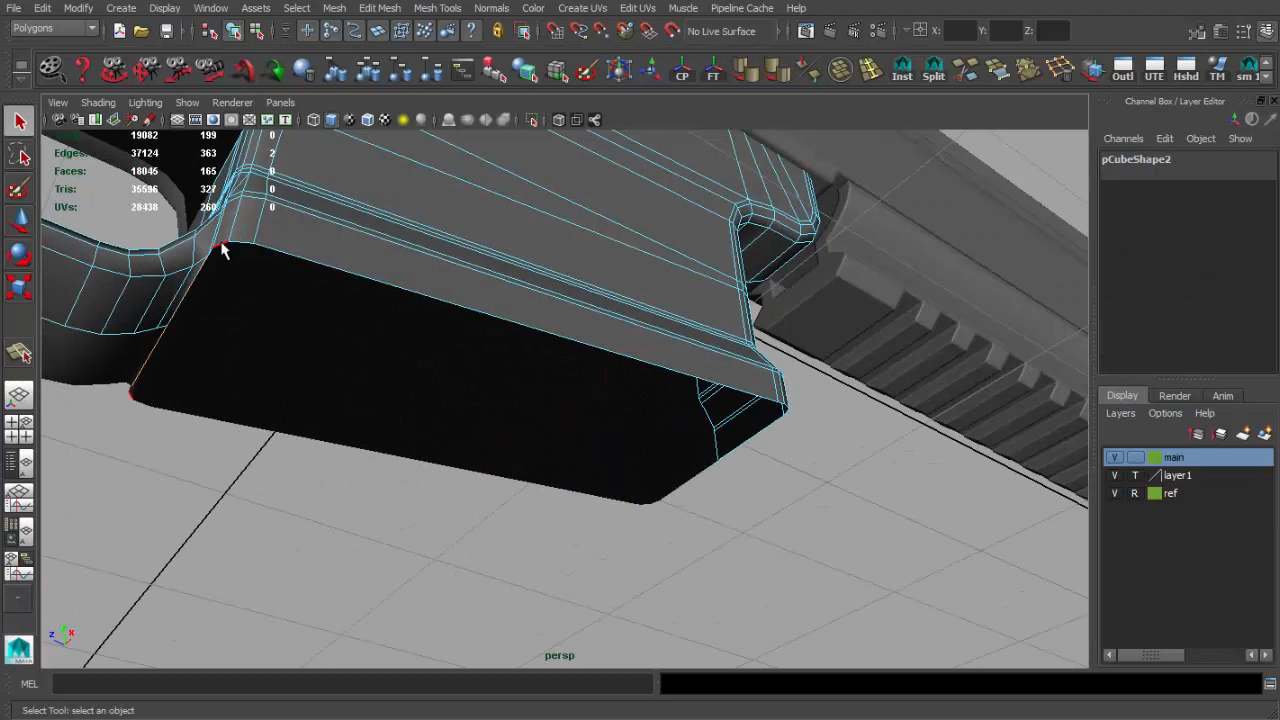 File Edit Modify Create Display Window Assets Select Mesh Edit Mesh Mesh Tools Normals Color Create UVs Edit UVs Muscle Pipeline Cache Help
Polygons No Live Surface X: Y: Z:
CP FT Inst Split Outl UTE Hshd TM sm 1
View Shading Lighting Show Renderer Panels
19082 199 0
Edges: 37124 363 2
Faces: 18045 165 0
Tris: 35596 327 0
UVs: 28438 260 0
persp
z x
Channel Box / Layer Editor
Channels Edit Object Show
pCubeShape2
Display Render Anim
Layers Options Help
V main
V T layer1
V R ref
MAYA
MEL
Select Tool: select an object